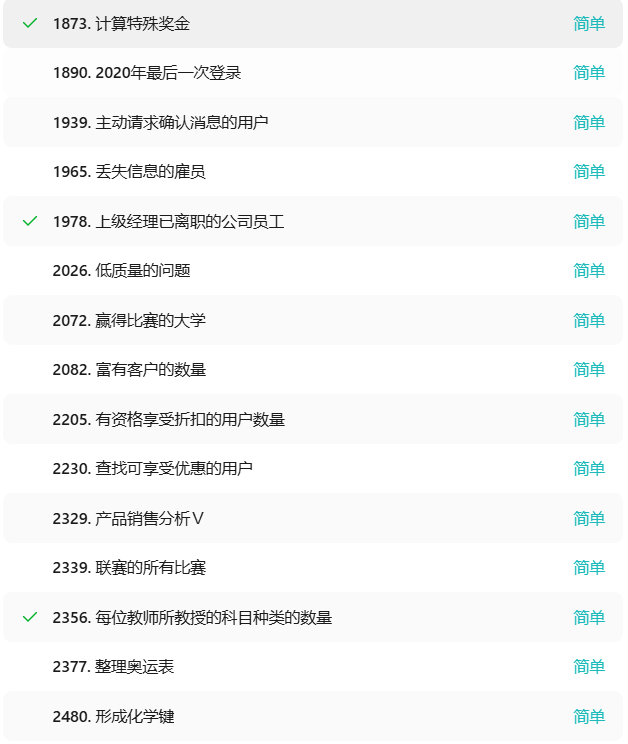 1873. 计算特殊奖金 简单
1890. 2020年最后一次登录 简单
1939. 主动请求确认消息的用户 简单
1965. 丢失信息的雇员 简单
1978. 上级经理已离职的公司员工 简单
2026. 低质量的问题 简单
2072. 赢得比赛的大学 简单
2082. 富有客户的数量 简单
2205. 有资格享受折扣的用户数量 简单
2230. 查找可享受优惠的用户 简单
2329. 产品销售分析Ⅴ 简单
2339. 联赛的所有比赛 简单
2356. 每位教师所教授的科目种类的数量 简单
2377. 整理奥运表 简单
2480. 形成化学键 简单